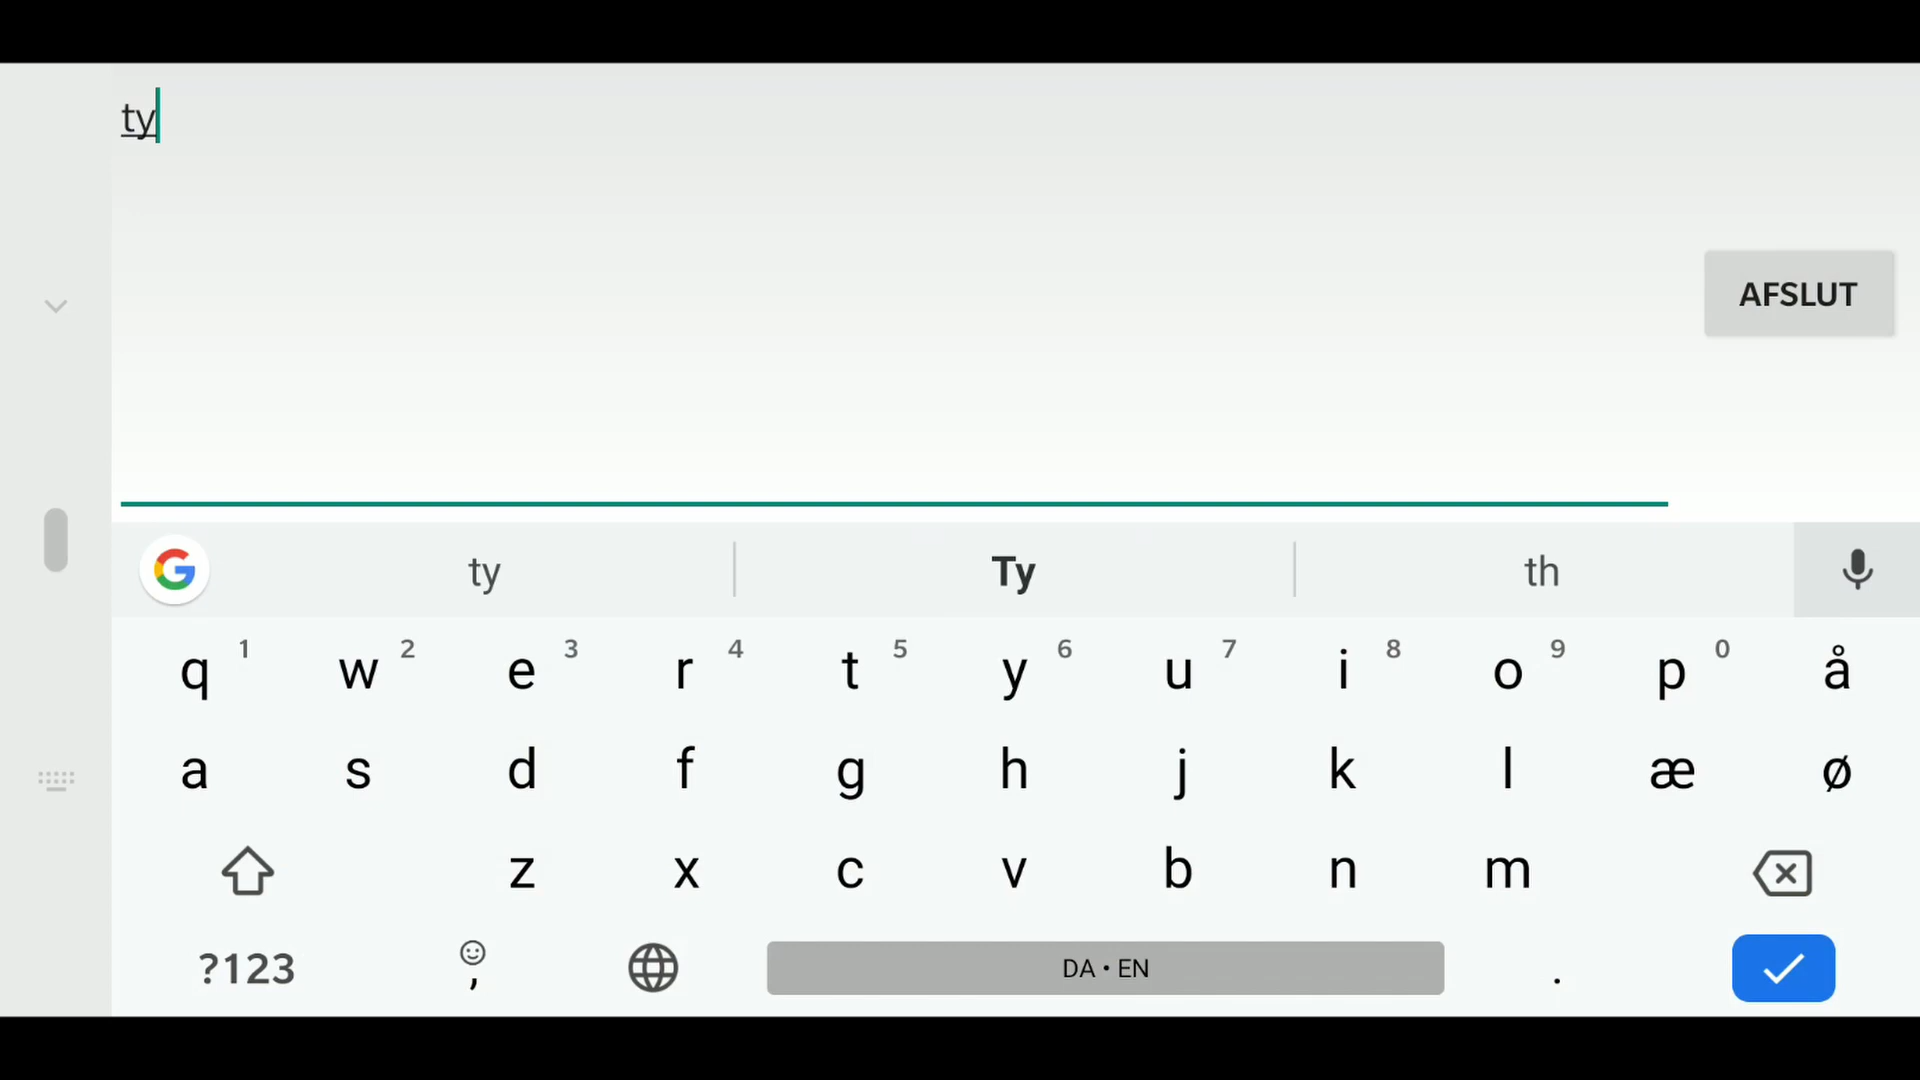 ty
AFSLUT
ty Ty th
q 1 w 2 e 3 r 4 t 5 y 6 u 7 i 8 o 9 p 0 å
a s d f g h j k l æ ø
z x c v b n m
?123 , DA • EN .